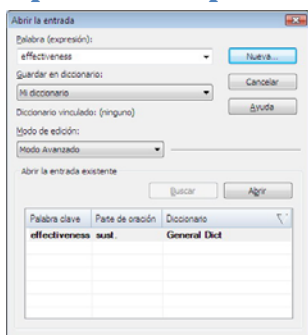 Abrir la entrada
Palabra (expresión):
effectiveness
Nueva...
Guardar en diccionario:
Cancelar
Mi diccionario
Ayuda
Diccionario vinculado: (ninguno)
Modo de edición:
Modo Avanzado
Abrir la entrada existente
Buscar
Abrir
Palabra clave Parte de oración Diccionario
effectiveness sust. General Dict